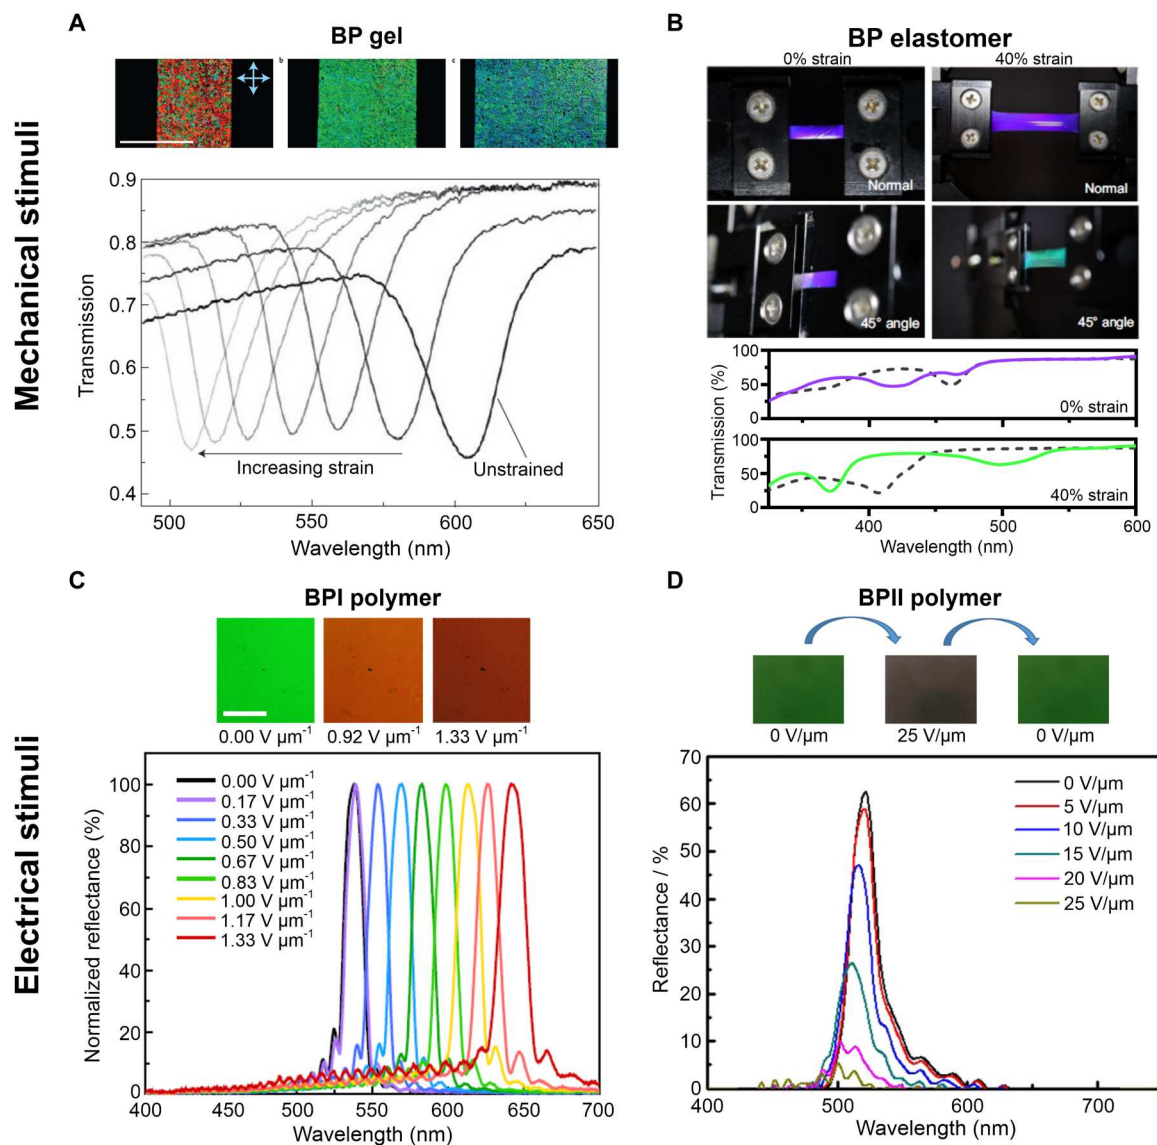 Mechanical stimuli
Electrical stimuli
A
BP gel
b
c
0.9
0.8
0.7
0.6
0.5
0.4
Transmission
Increasing strain
Unstrained
500
550
600
650
Wavelength (nm)
B
BP elastomer
0% strain
40% strain
Normal
Normal
45° angle
45° angle
100
50
0
0% strain
100
50
0
40% strain
Transmission (%)
400
500
600
Wavelength (nm)
C
BPI polymer
0.00 V µm⁻¹
0.92 V µm⁻¹
1.33 V µm⁻¹
100
80
60
40
20
0
Normalized reflectance (%)
0.00 V µm⁻¹
0.17 V µm⁻¹
0.33 V µm⁻¹
0.50 V µm⁻¹
0.67 V µm⁻¹
0.83 V µm⁻¹
1.00 V µm⁻¹
1.17 V µm⁻¹
1.33 V µm⁻¹
400
450
500
550
600
650
700
Wavelength (nm)
D
BPII polymer
0 V/µm
25 V/µm
0 V/µm
70
60
50
40
30
20
10
0
Reflectance / %
0 V/µm
5 V/µm
10 V/µm
15 V/µm
20 V/µm
25 V/µm
400
500
600
700
Wavelength (nm)